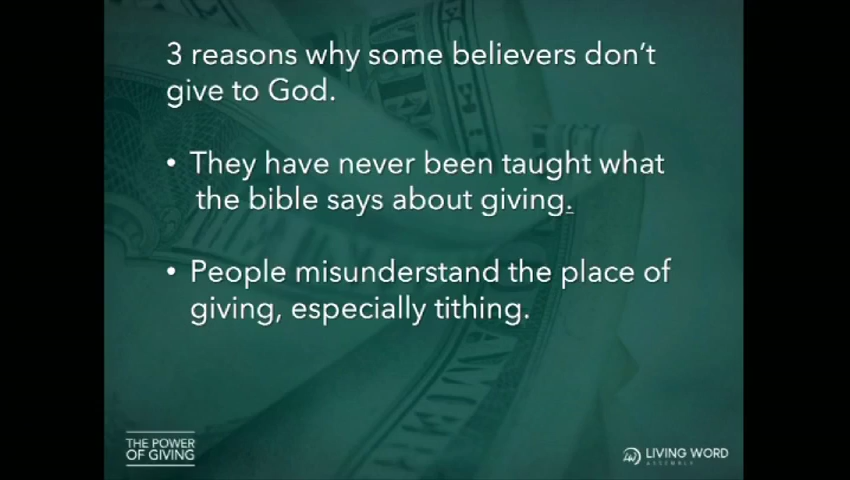 3 reasons why some believers don't
give to God.
• They have never been taught what
the bible says about giving.
• People misunderstand the place of
giving, especially tithing.
THE POWER
OF GIVING
LIVING WORD
ASSEMBLY